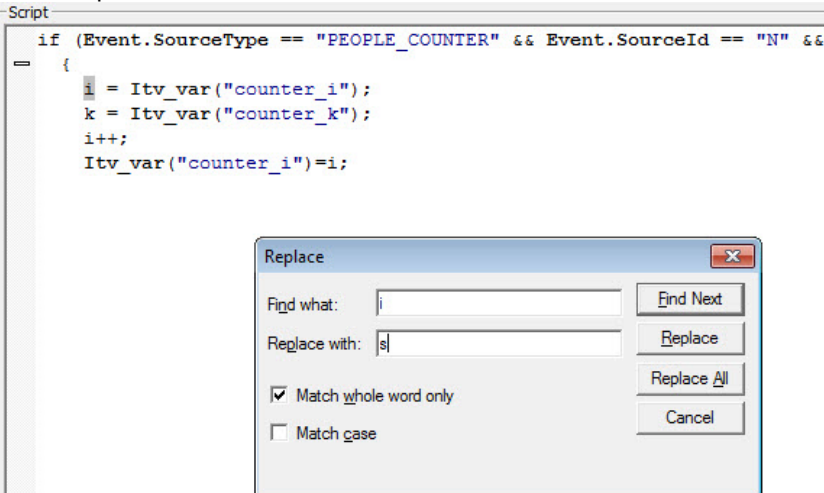 Script
if (Event.SourceType == "PEOPLE_COUNTER" && Event.SourceId == "N" &&
{
i = Itv_var("counter_i");
k = Itv_var("counter_k");
i++;
Itv_var("counter_i")=i;
Replace
Find what: i
Find Next
Replace with: s
Replace
Replace All
Match whole word only
Cancel
Match case